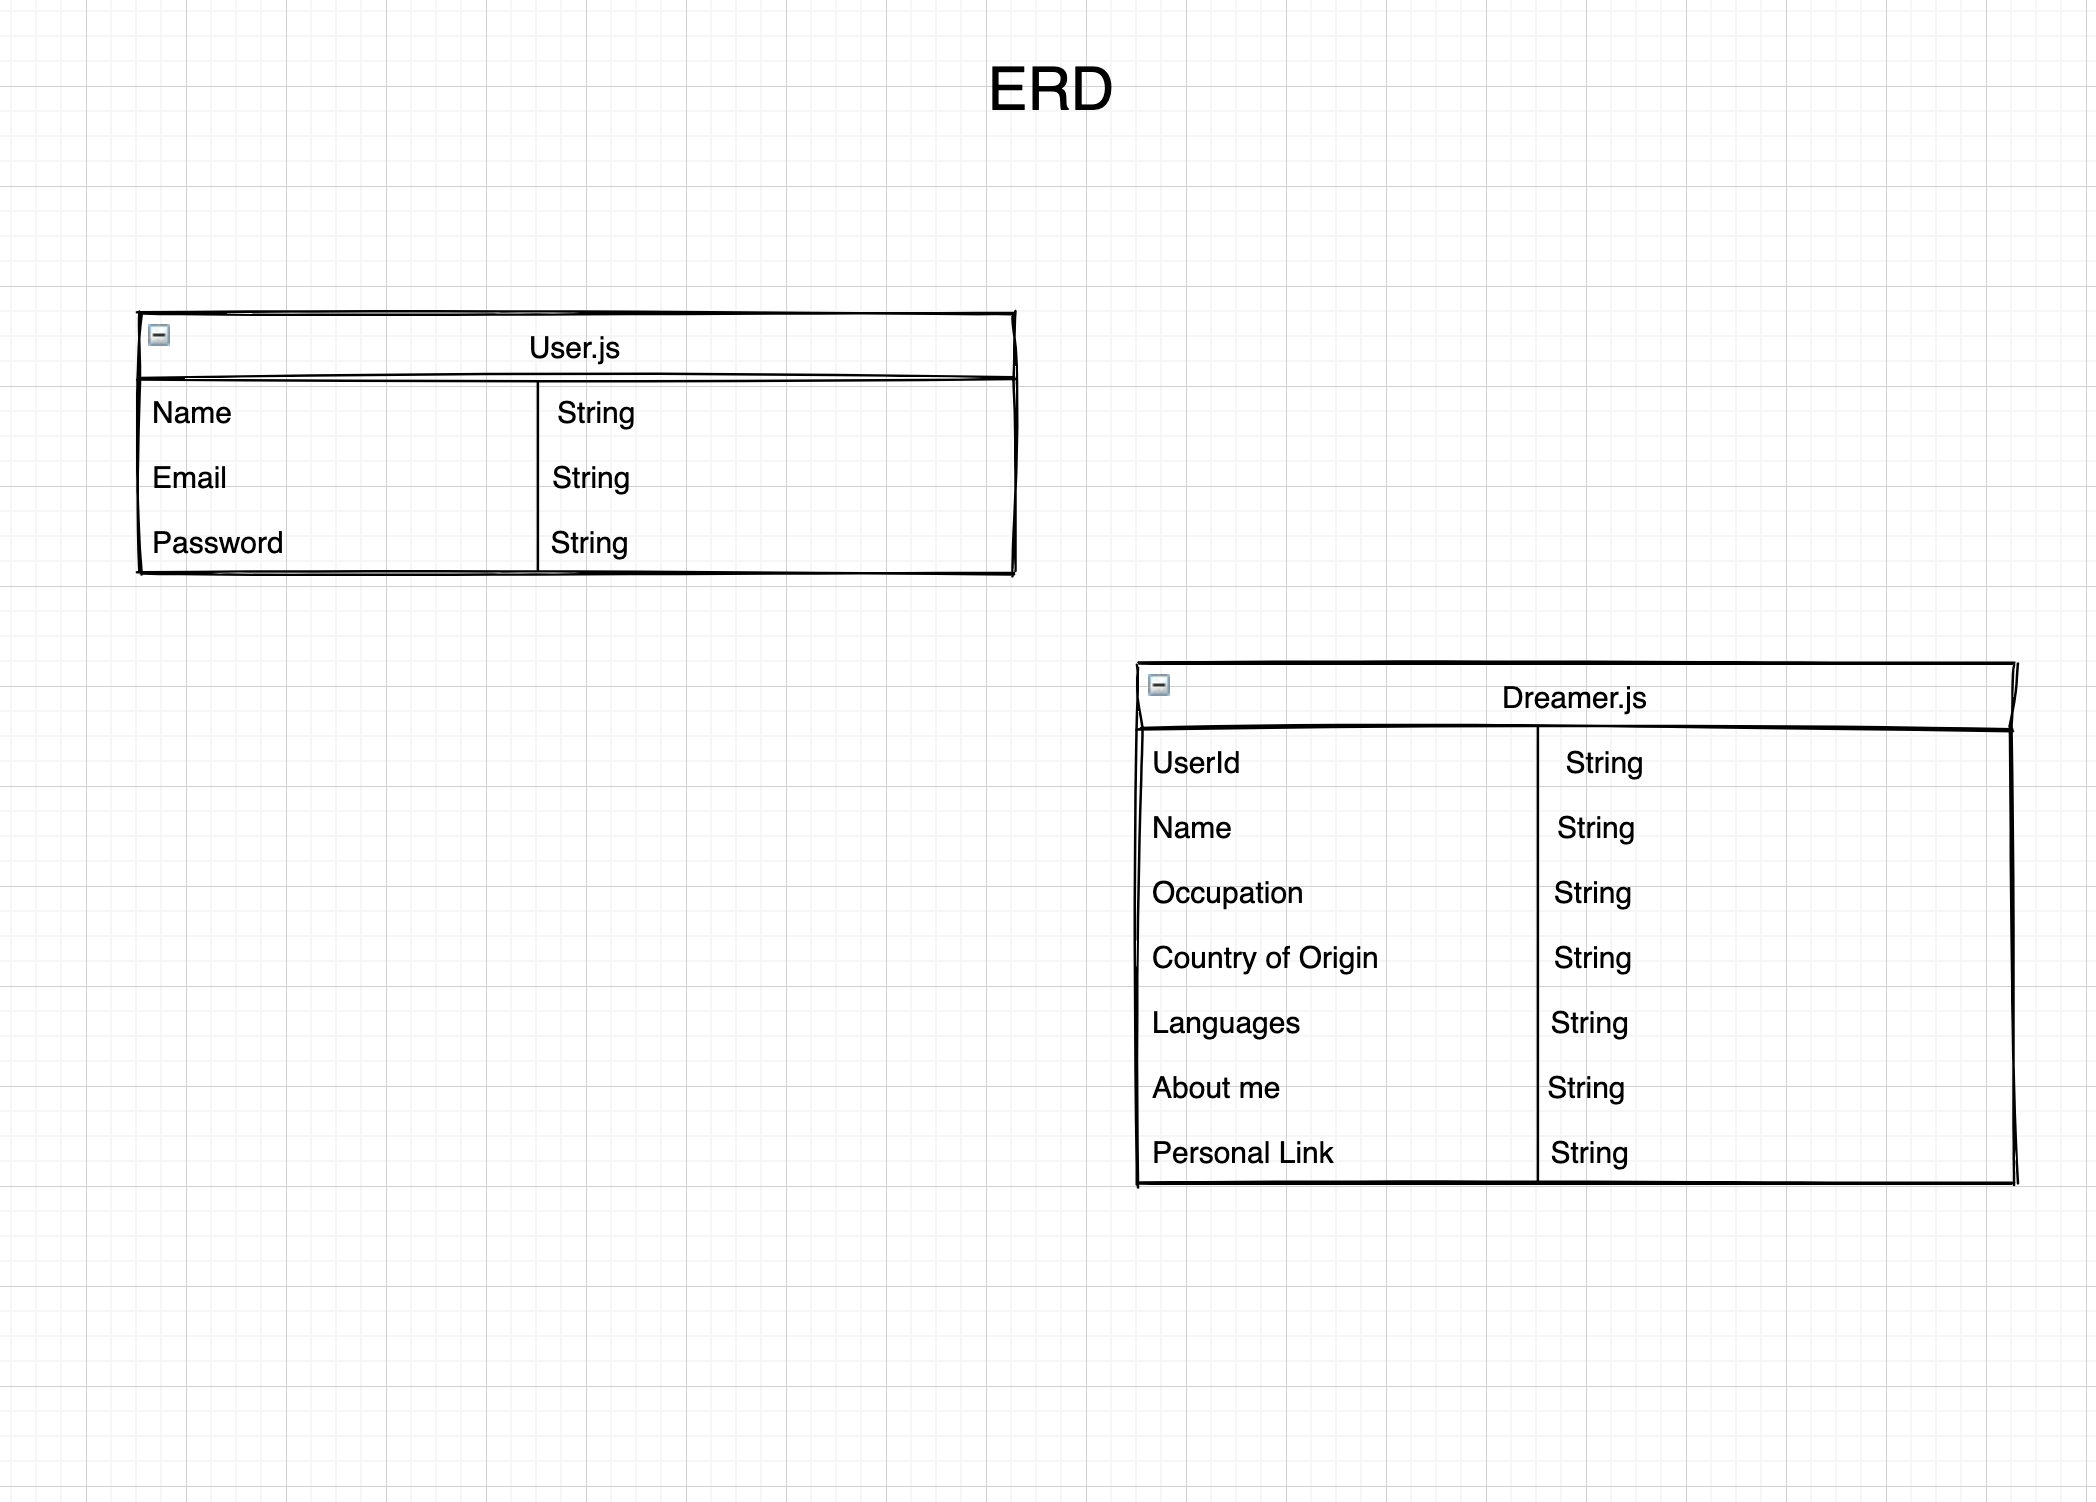 ERD
User.js
Name String
Email String
Password String
Dreamer.js
UserId String
Name String
Occupation String
Country of Origin String
Languages String
About me String
Personal Link String